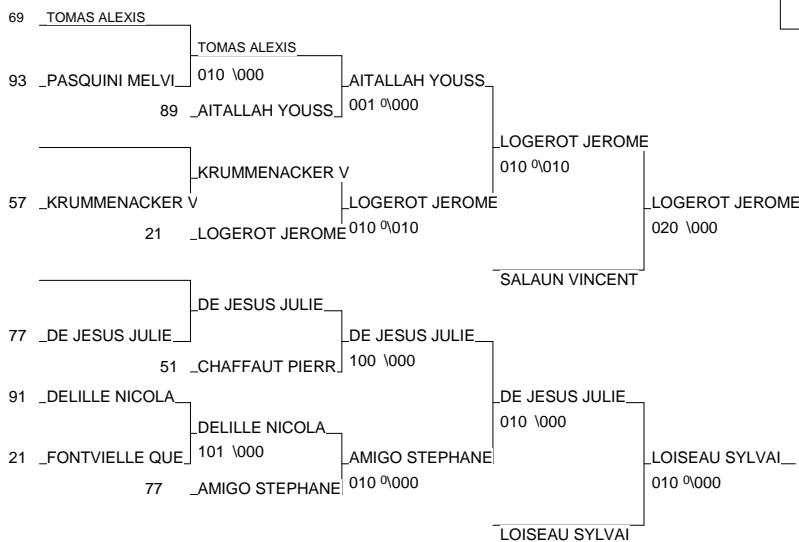 69 TOMAS ALEXIS
TOMAS ALEXIS
93 PASQUINI MELVI 010 \000 AITALLAH YOUSS
89 AITALLAH YOUSS 001 0\000
LOGEROT JEROME
KRUMMENACKER V 010 0\010
57 KRUMMENACKER V LOGEROT JEROME LOGEROT JEROME
21 LOGEROT JEROME 010 0\010 020 \000
SALAUN VINCENT
DE JESUS JULIE
77 DE JESUS JULIE DE JESUS JULIE
51 CHAFFAUT PIERR 100 \000
91 DELILLE NICOLA DE JESUS JULIE
DELILLE NICOLA 010 \000
21 FONTVIELLE QUE 101 \000 AMIGO STEPHANE LOISEAU SYLVAI
77 AMIGO STEPHANE 010 0\000 010 0\000
LOISEAU SYLVAI